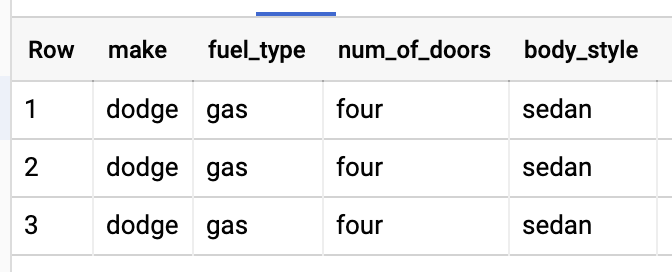 Row make fuel_type num_of_doors body_style
1 dodge gas four sedan
2 dodge gas four sedan
3 dodge gas four sedan